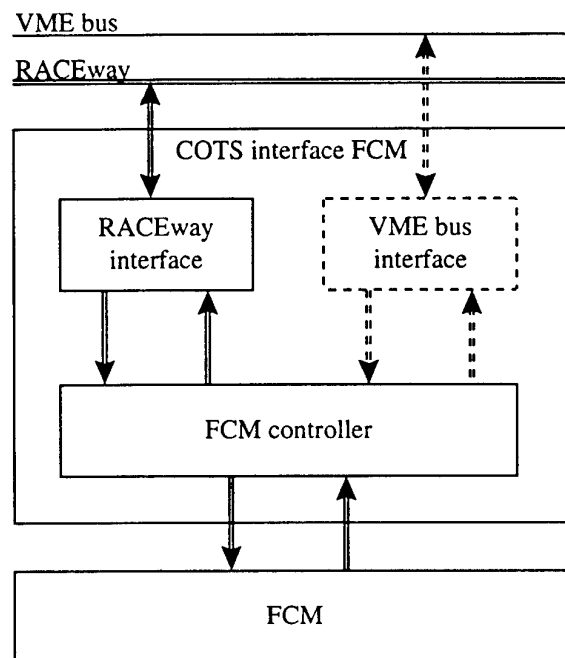 VME bus
RACEway
COTS interface FCM
RACEway
interface
VME bus
interface
FCM controller
FCM